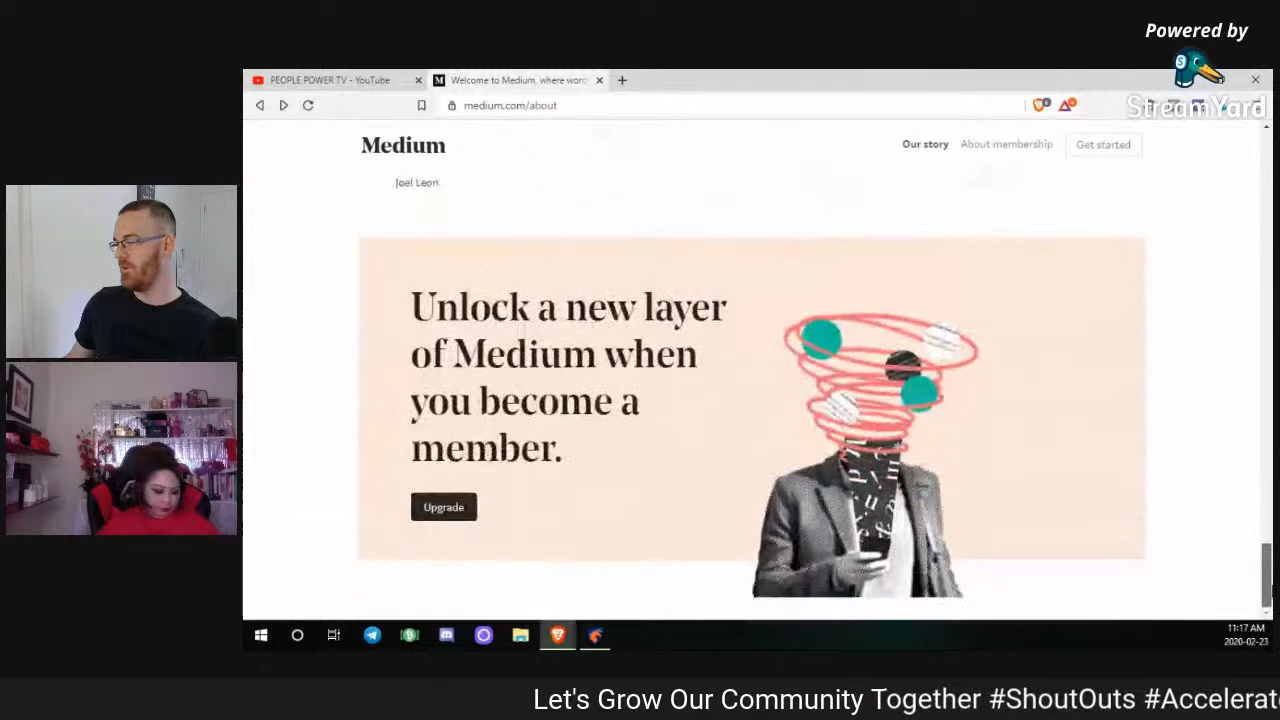 Powered by
StreamYard
PEOPLE POWER TV - YouTube
Welcome to Medium, where word
medium.com/about
Medium
Our story
About membership
Get started
Joel Leon.
Unlock a new layer
of Medium when
you become a
member.
Upgrade
11:17 AM
2020-02-23
Let's Grow Our Community Together #ShoutOuts #Accelerat